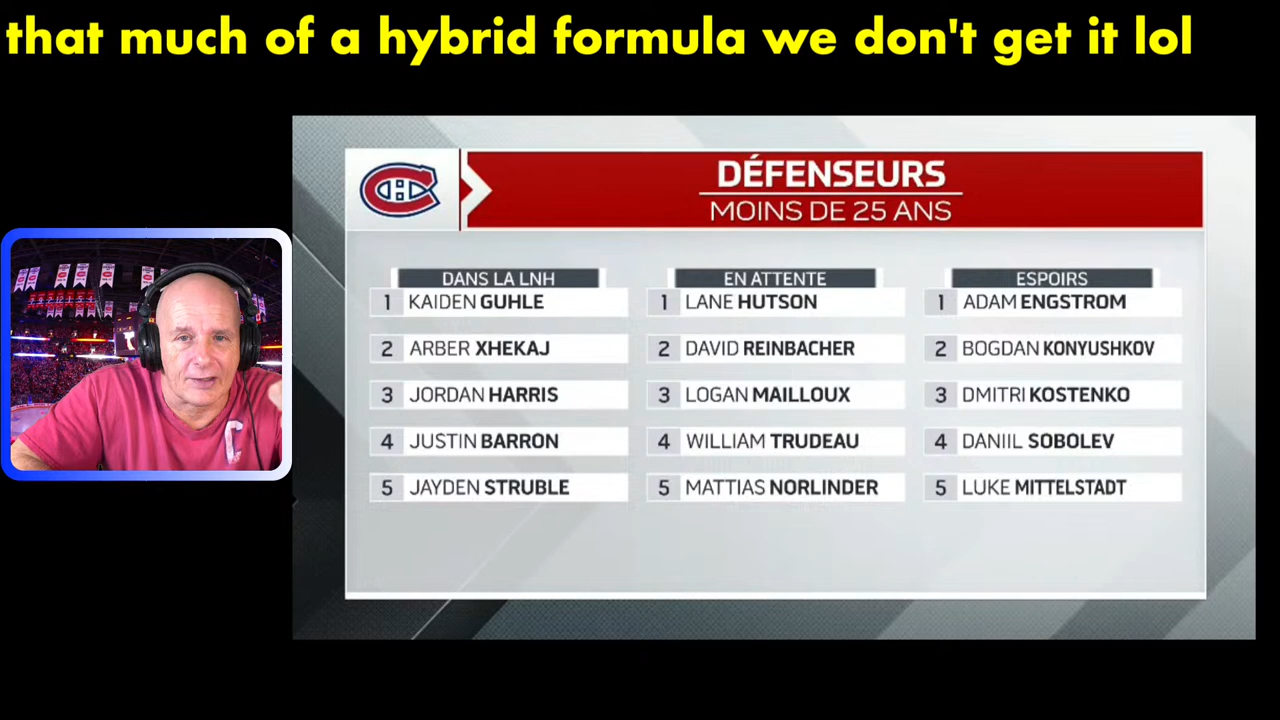 that much of a hybrid formula we don't get it lol
DÉFENSEURS
MOINS DE 25 ANS
DANS LA LNH
1 KAIDEN GUHLE
2 ARBER XHEKAJ
3 JORDAN HARRIS
4 JUSTIN BARRON
5 JAYDEN STRUBLE
EN ATTENTE
1 LANE HUTSON
2 DAVID REINBACHER
3 LOGAN MAILLOUX
4 WILLIAM TRUDEAU
5 MATTIAS NORLINDER
ESPOIRS
1 ADAM ENGSTROM
2 BOGDAN KONYUSHKOV
3 DMITRI KOSTENKO
4 DANIIL SOBOLEV
5 LUKE MITTELSTADT